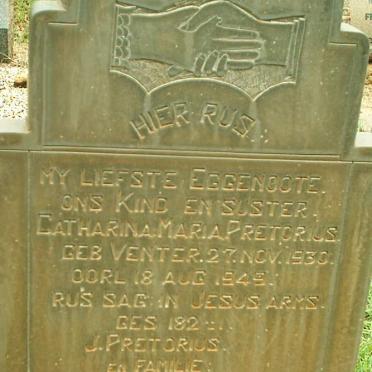 HIER RUS
MY LIEFSTE EGGENOOTE.
ONS KIND EN SUSTER.
CATHARINA.MARIA.PRETORIUS.
GEB VENTER. 27.NOV.1930.
OORL 18 AUG 1949.
RUS SAG IN JESUS ARMS.
GES 182
J. PRETORIUS.
EN FAMILIE.